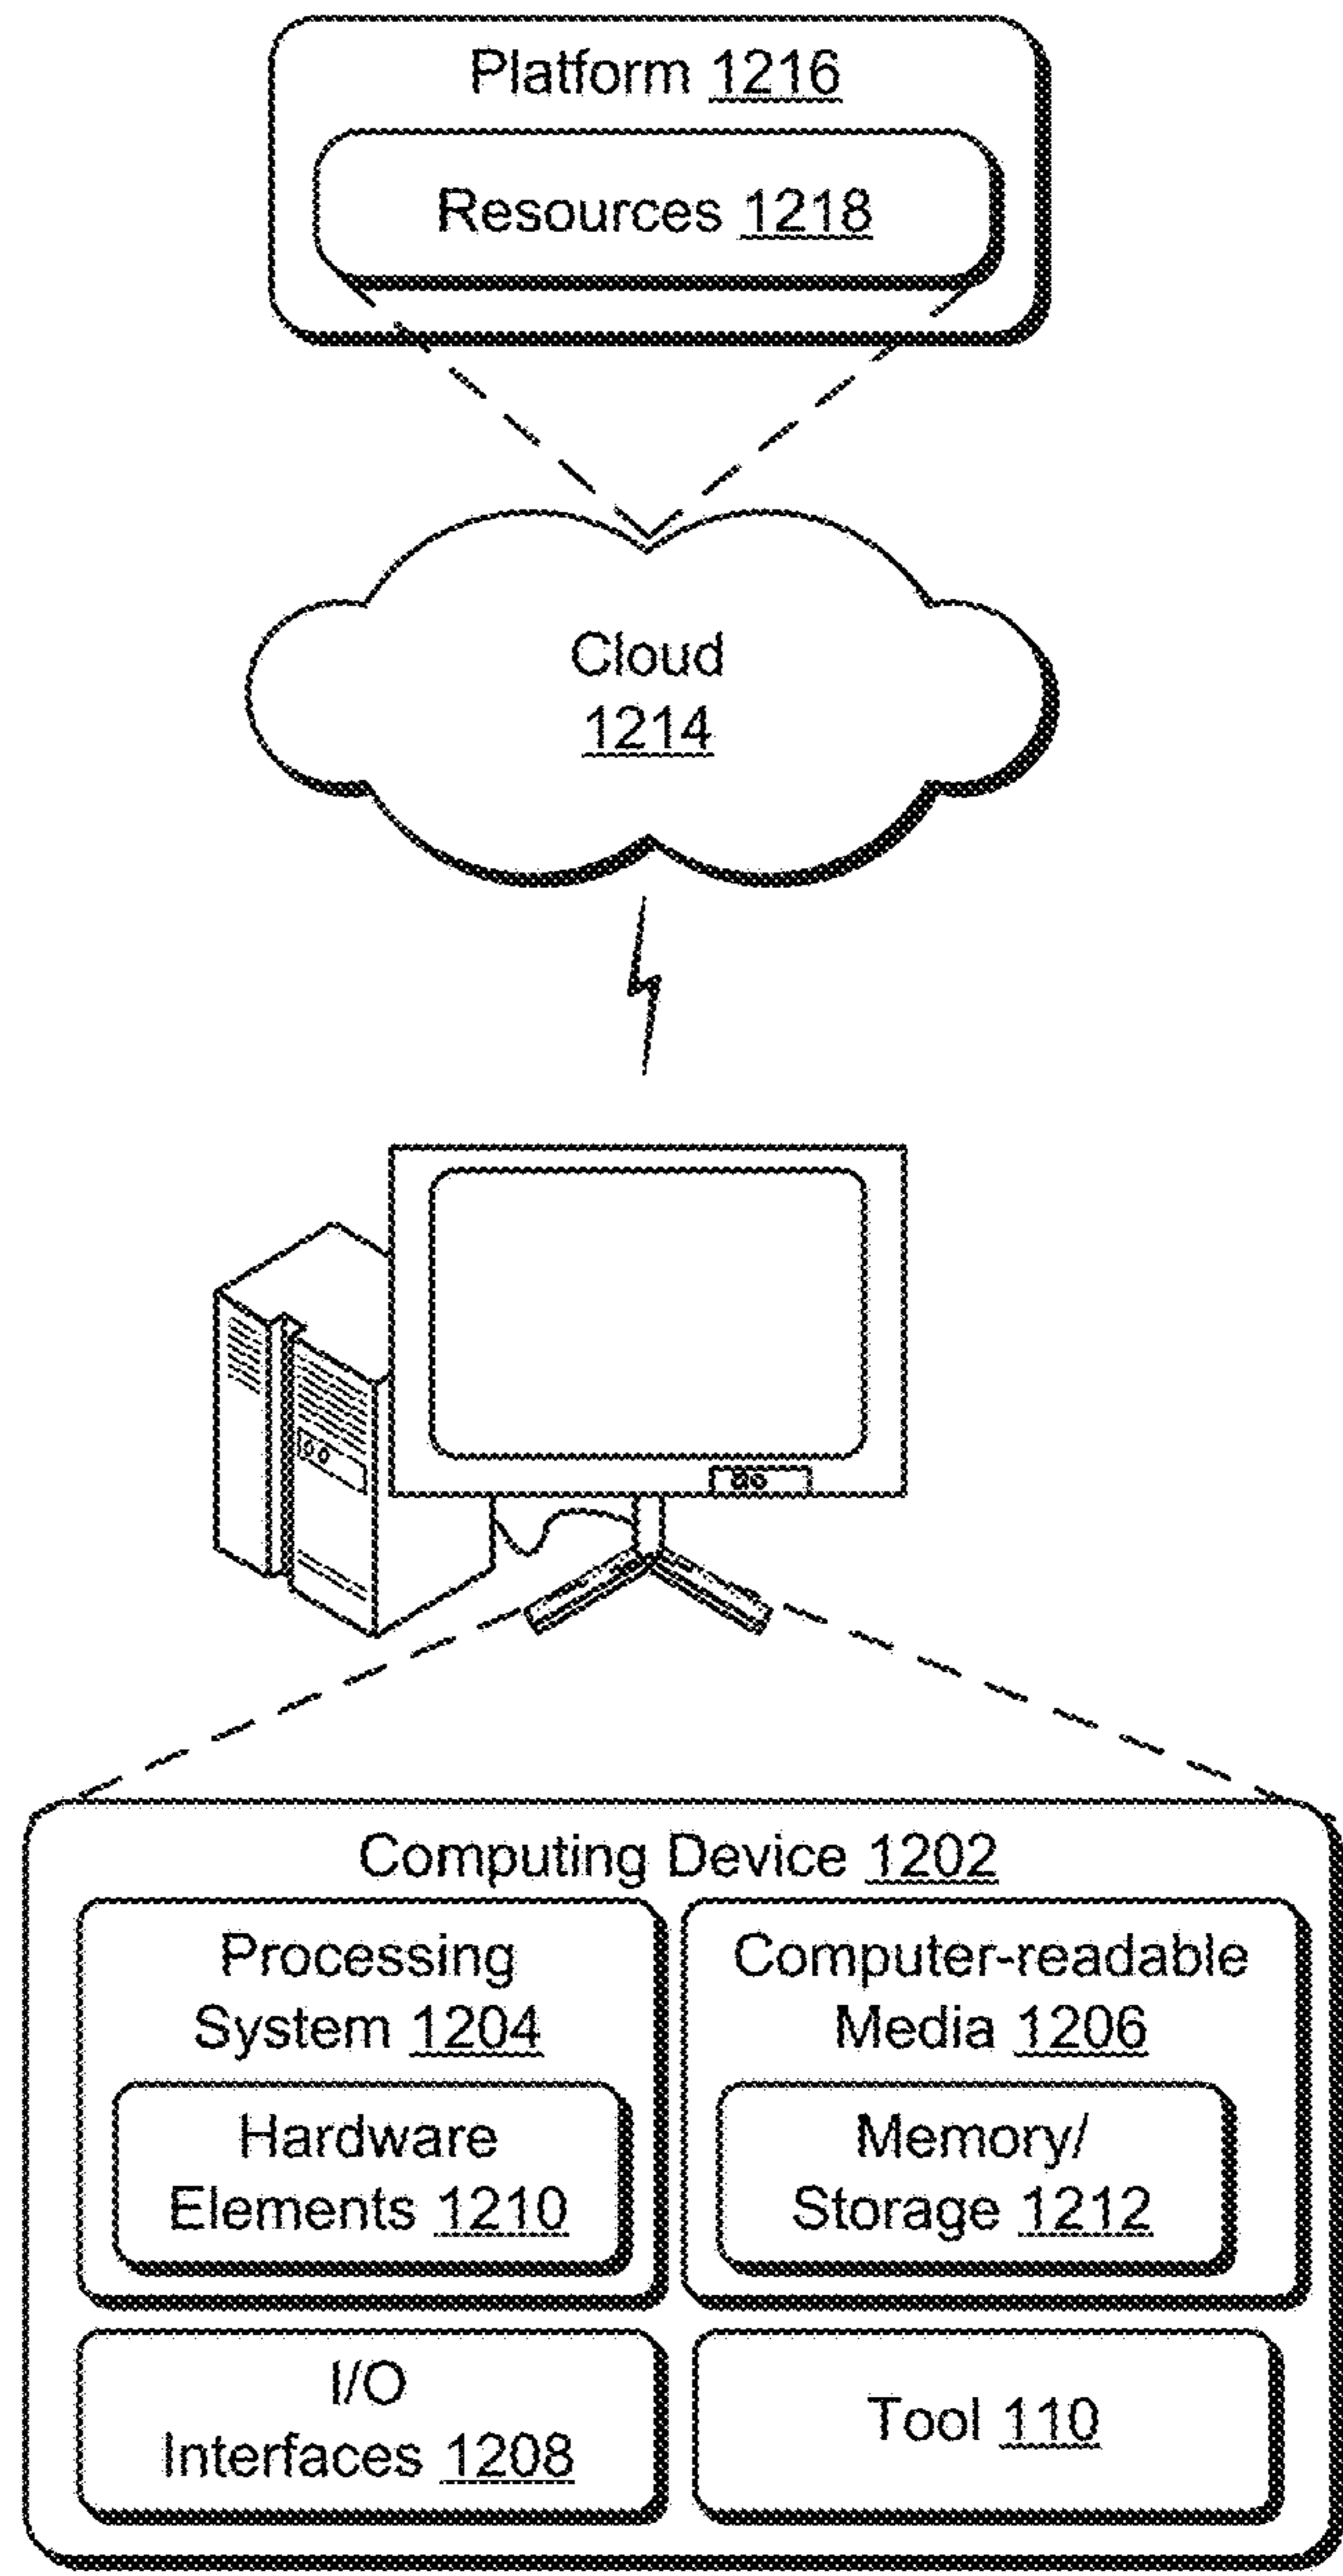 Platform 1216
Resources 1218
Cloud
1214
Computing Device 1202
Processing
System 1204
Hardware
Elements 1210
Computer-readable
Media 1206
Memory/
Storage 1212
I/O
Interfaces 1208
Tool 110